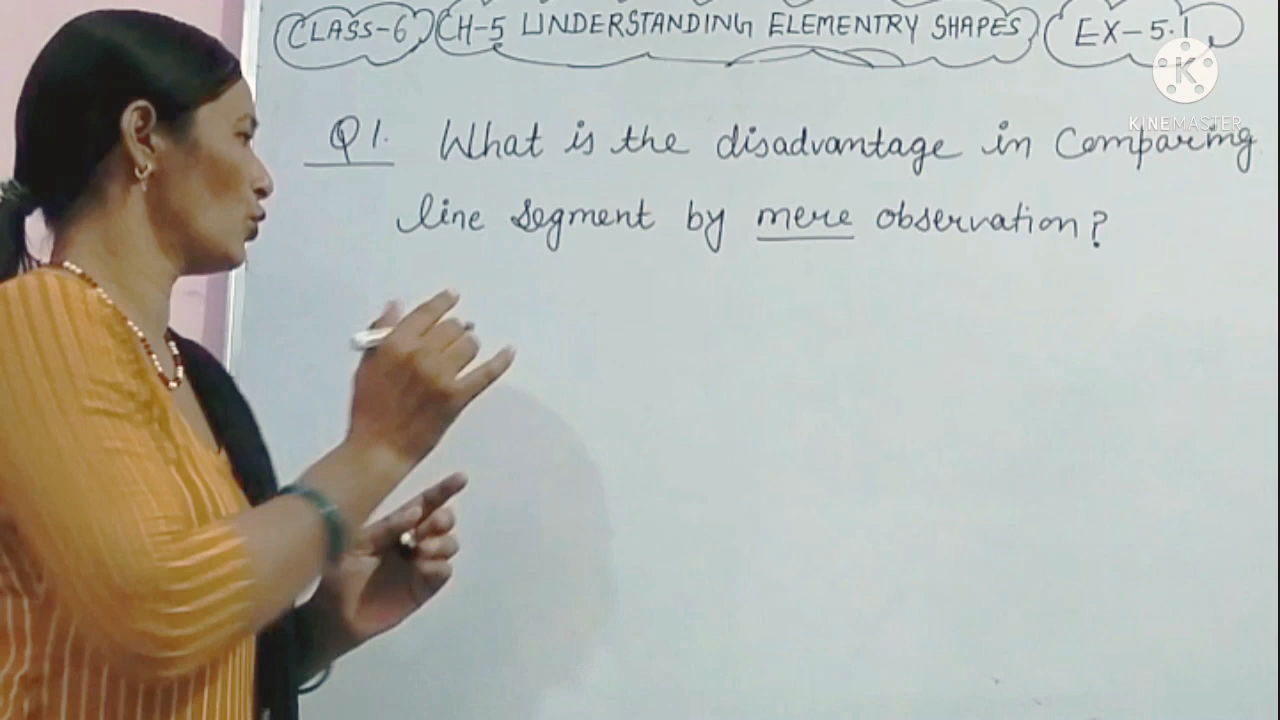 CLASS-6 CH-5 UNDERSTANDING ELEMENTRY SHAPES EX-5.1
K
KINEMASTER
Q1. What is the disadvantage in Comparing
line segment by mere observation?